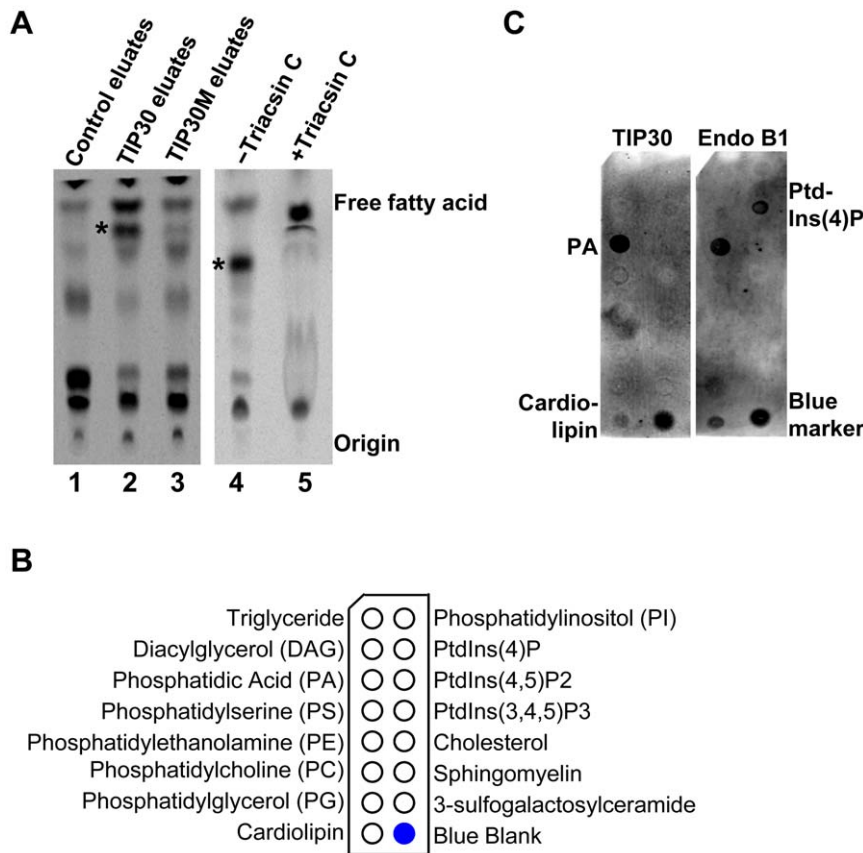 A
Control eluates
TIP30 eluates
TIP30M eluates
–Triacsin C
+Triacsin C
*
*
Free fatty acid
Origin
1 2 3 4 5
C
TIP30 Endo B1
PA
Ptd-
Ins(4)P
Cardio-
lipin
Blue
marker
B
Triglyceride Phosphatidylinositol (PI)
Diacylglycerol (DAG) PtdIns(4)P
Phosphatidic Acid (PA) PtdIns(4,5)P2
Phosphatidylserine (PS) PtdIns(3,4,5)P3
Phosphatidylethanolamine (PE) Cholesterol
Phosphatidylcholine (PC) Sphingomyelin
Phosphatidylglycerol (PG) 3-sulfogalactosylceramide
Cardiolipin Blue Blank